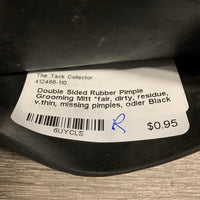 The Tack Collector
412466-110
Double Sided Rubber Pimple
Grooming Mitt *fair, dirty, residue,
v.thin, missing pimples, odier Black
6UYCLS
R
$0.95